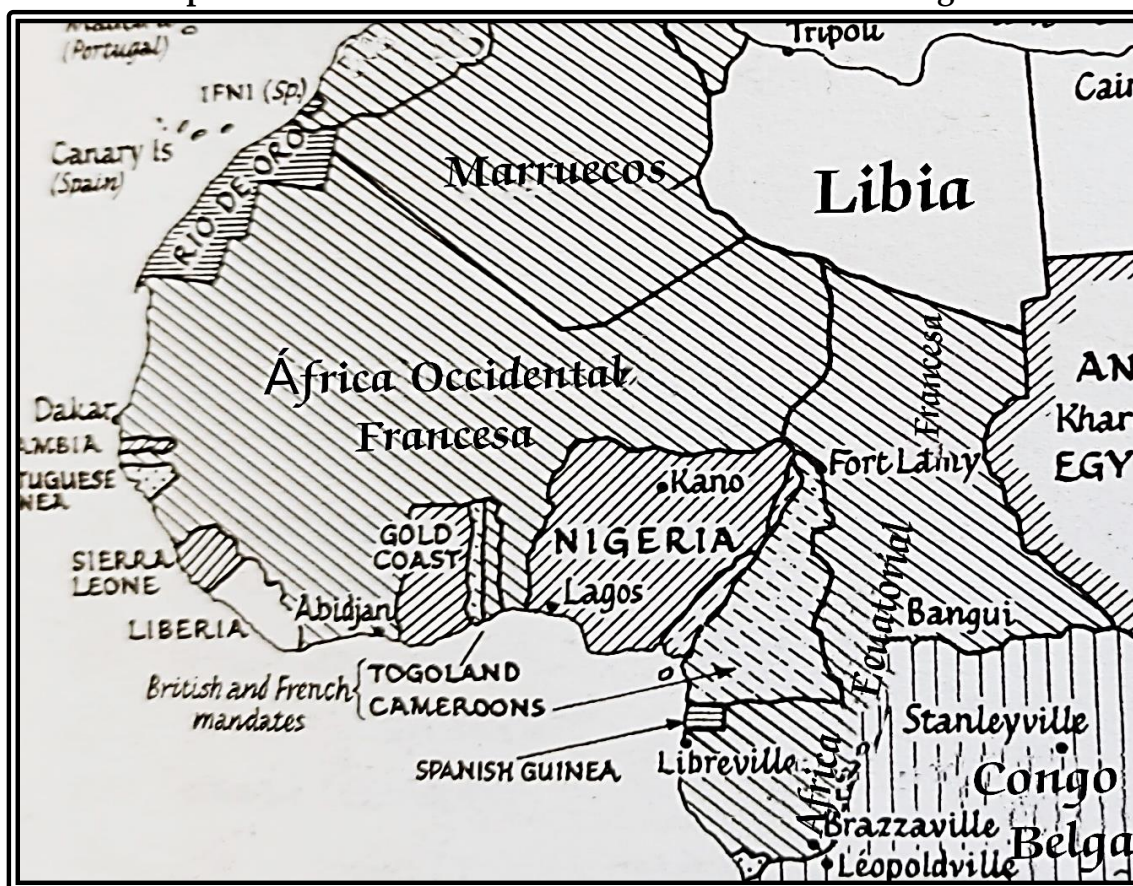 (Portugal)
Tripoli
IFNI (Sp.)
Cair
Canary Is
(Spain)
RIO DE ORO
Marruecos
Libia
África Occidental
Francesa
Francesa
AN
Khar
EGY
Dakar
AMBIA
TUGUESE
NEA
Fort Lamy
Kano
GOLD
COAST
NIGERIA
SIERRA
LEONE
Lagos
Abidjan
LIBERIA
Bangui
Ecuatorial
British and French
mandates
TOGOLAND
CAMEROONS
Stanleyville
SPANISH GUINEA
Libreville
Congo
África
Brazzaville
Belga
Léopoldville